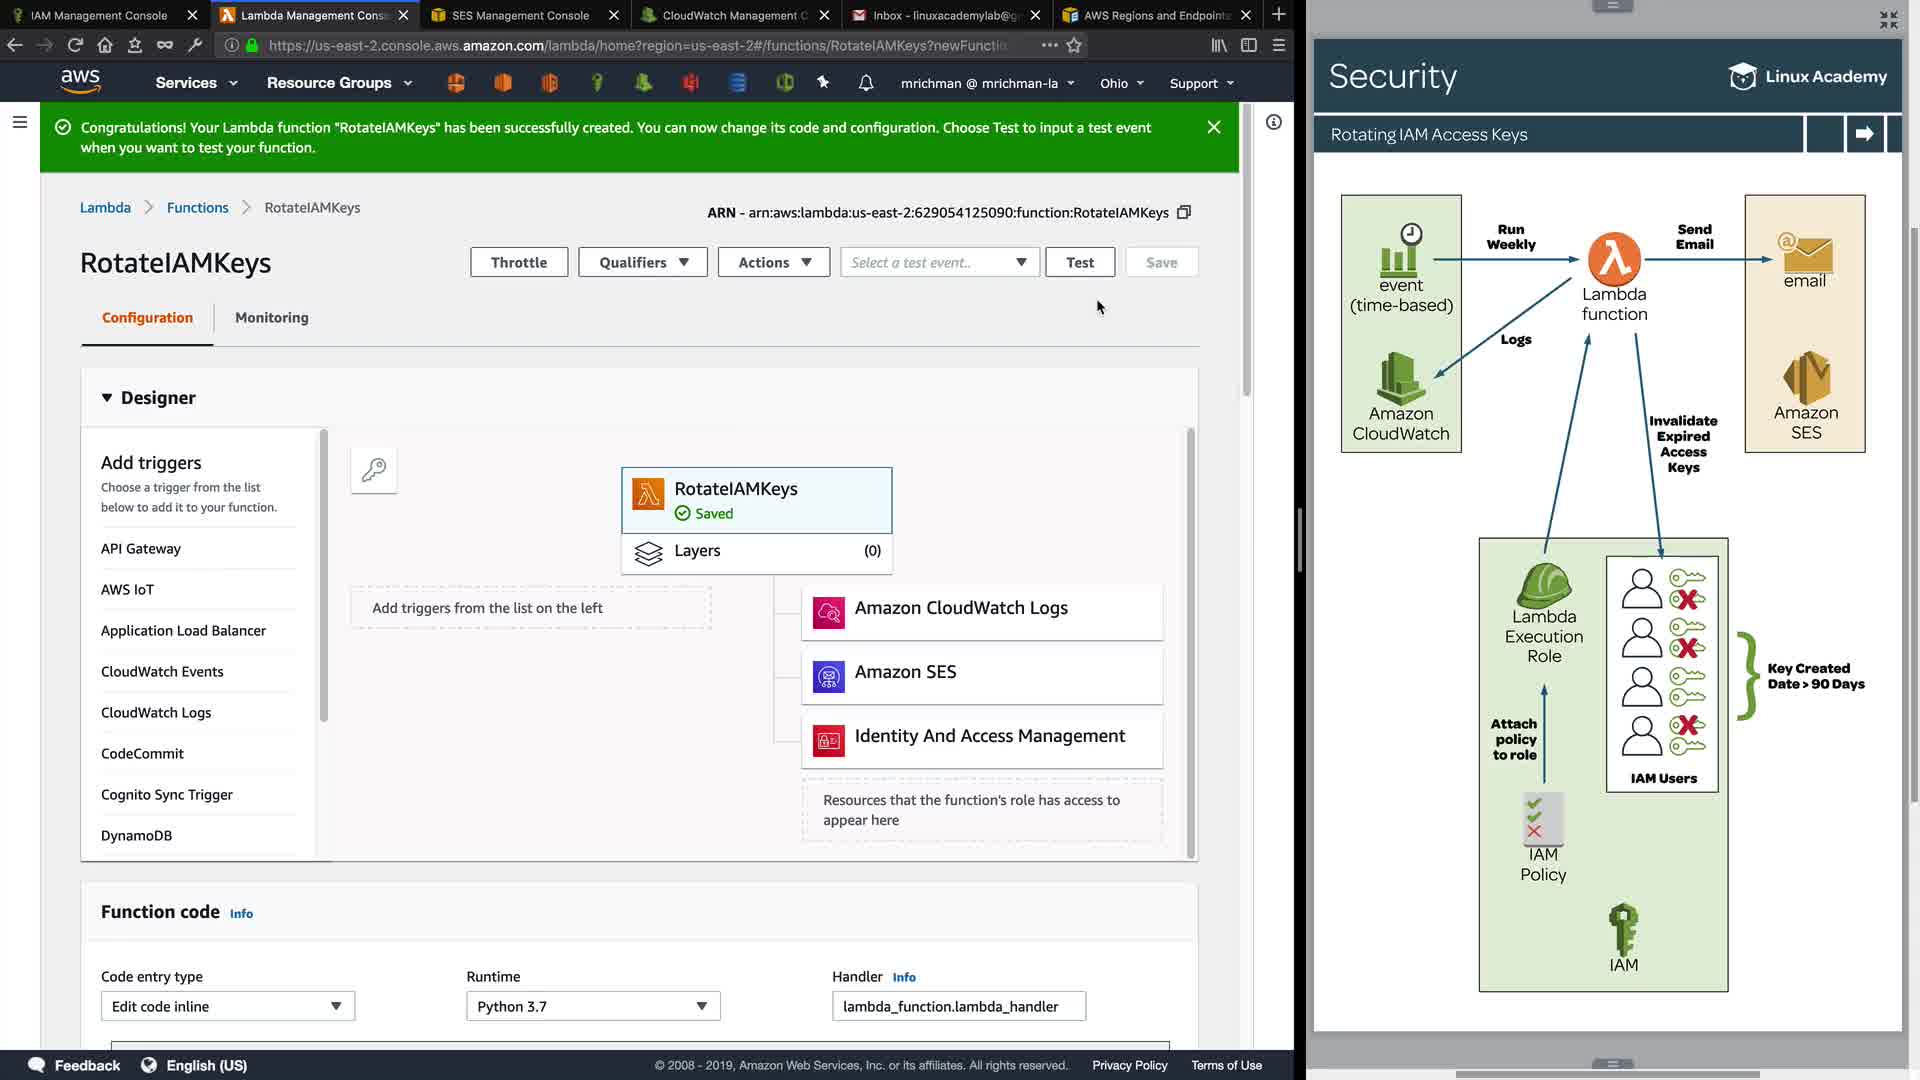 IAM Management Console
Lambda Management Conso
SES Management Console
CloudWatch Management C
Inbox - linuxacademylab@g
AWS Regions and Endpoints
https://us-east-2.console.aws.amazon.com/lambda/home?region=us-east-2#/functions/RotateIAMKeys?newFuncti
aws
Services
Resource Groups
mrichman @ mrichman-la
Ohio
Support
Congratulations! Your Lambda function "RotateIAMKeys" has been successfully created. You can now change its code and configuration. Choose Test to input a test event
when you want to test your function.
Lambda
Functions
RotateIAMKeys
ARN - arn:aws:lambda:us-east-2:629054125090:function:RotateIAMKeys
RotateIAMKeys
Throttle
Qualifiers
Actions
Select a test event..
Test
Save
Configuration
Monitoring
Designer
Add triggers
Choose a trigger from the list
below to add it to your function.
API Gateway
AWS IoT
Application Load Balancer
CloudWatch Events
CloudWatch Logs
CodeCommit
Cognito Sync Trigger
DynamoDB
RotateIAMKeys
Saved
Layers
(0)
Add triggers from the list on the left
Amazon CloudWatch Logs
Amazon SES
Identity And Access Management
Resources that the function's role has access to
appear here
Function code
Info
Code entry type
Edit code inline
Runtime
Python 3.7
Handler
Info
lambda_function.lambda_handler
Feedback
English (US)
© 2008 - 2019, Amazon Web Services, Inc. or its affiliates. All rights reserved.
Privacy Policy
Terms of Use
Security
Linux Academy
Rotating IAM Access Keys
event
(time-based)
Run
Weekly
Lambda
function
Send
Email
email
Logs
Amazon
CloudWatch
Amazon
SES
Invalidate
Expired
Access
Keys
Lambda
Execution
Role
Key Created
Date > 90 Days
Attach
policy
to role
IAM Users
IAM
Policy
IAM